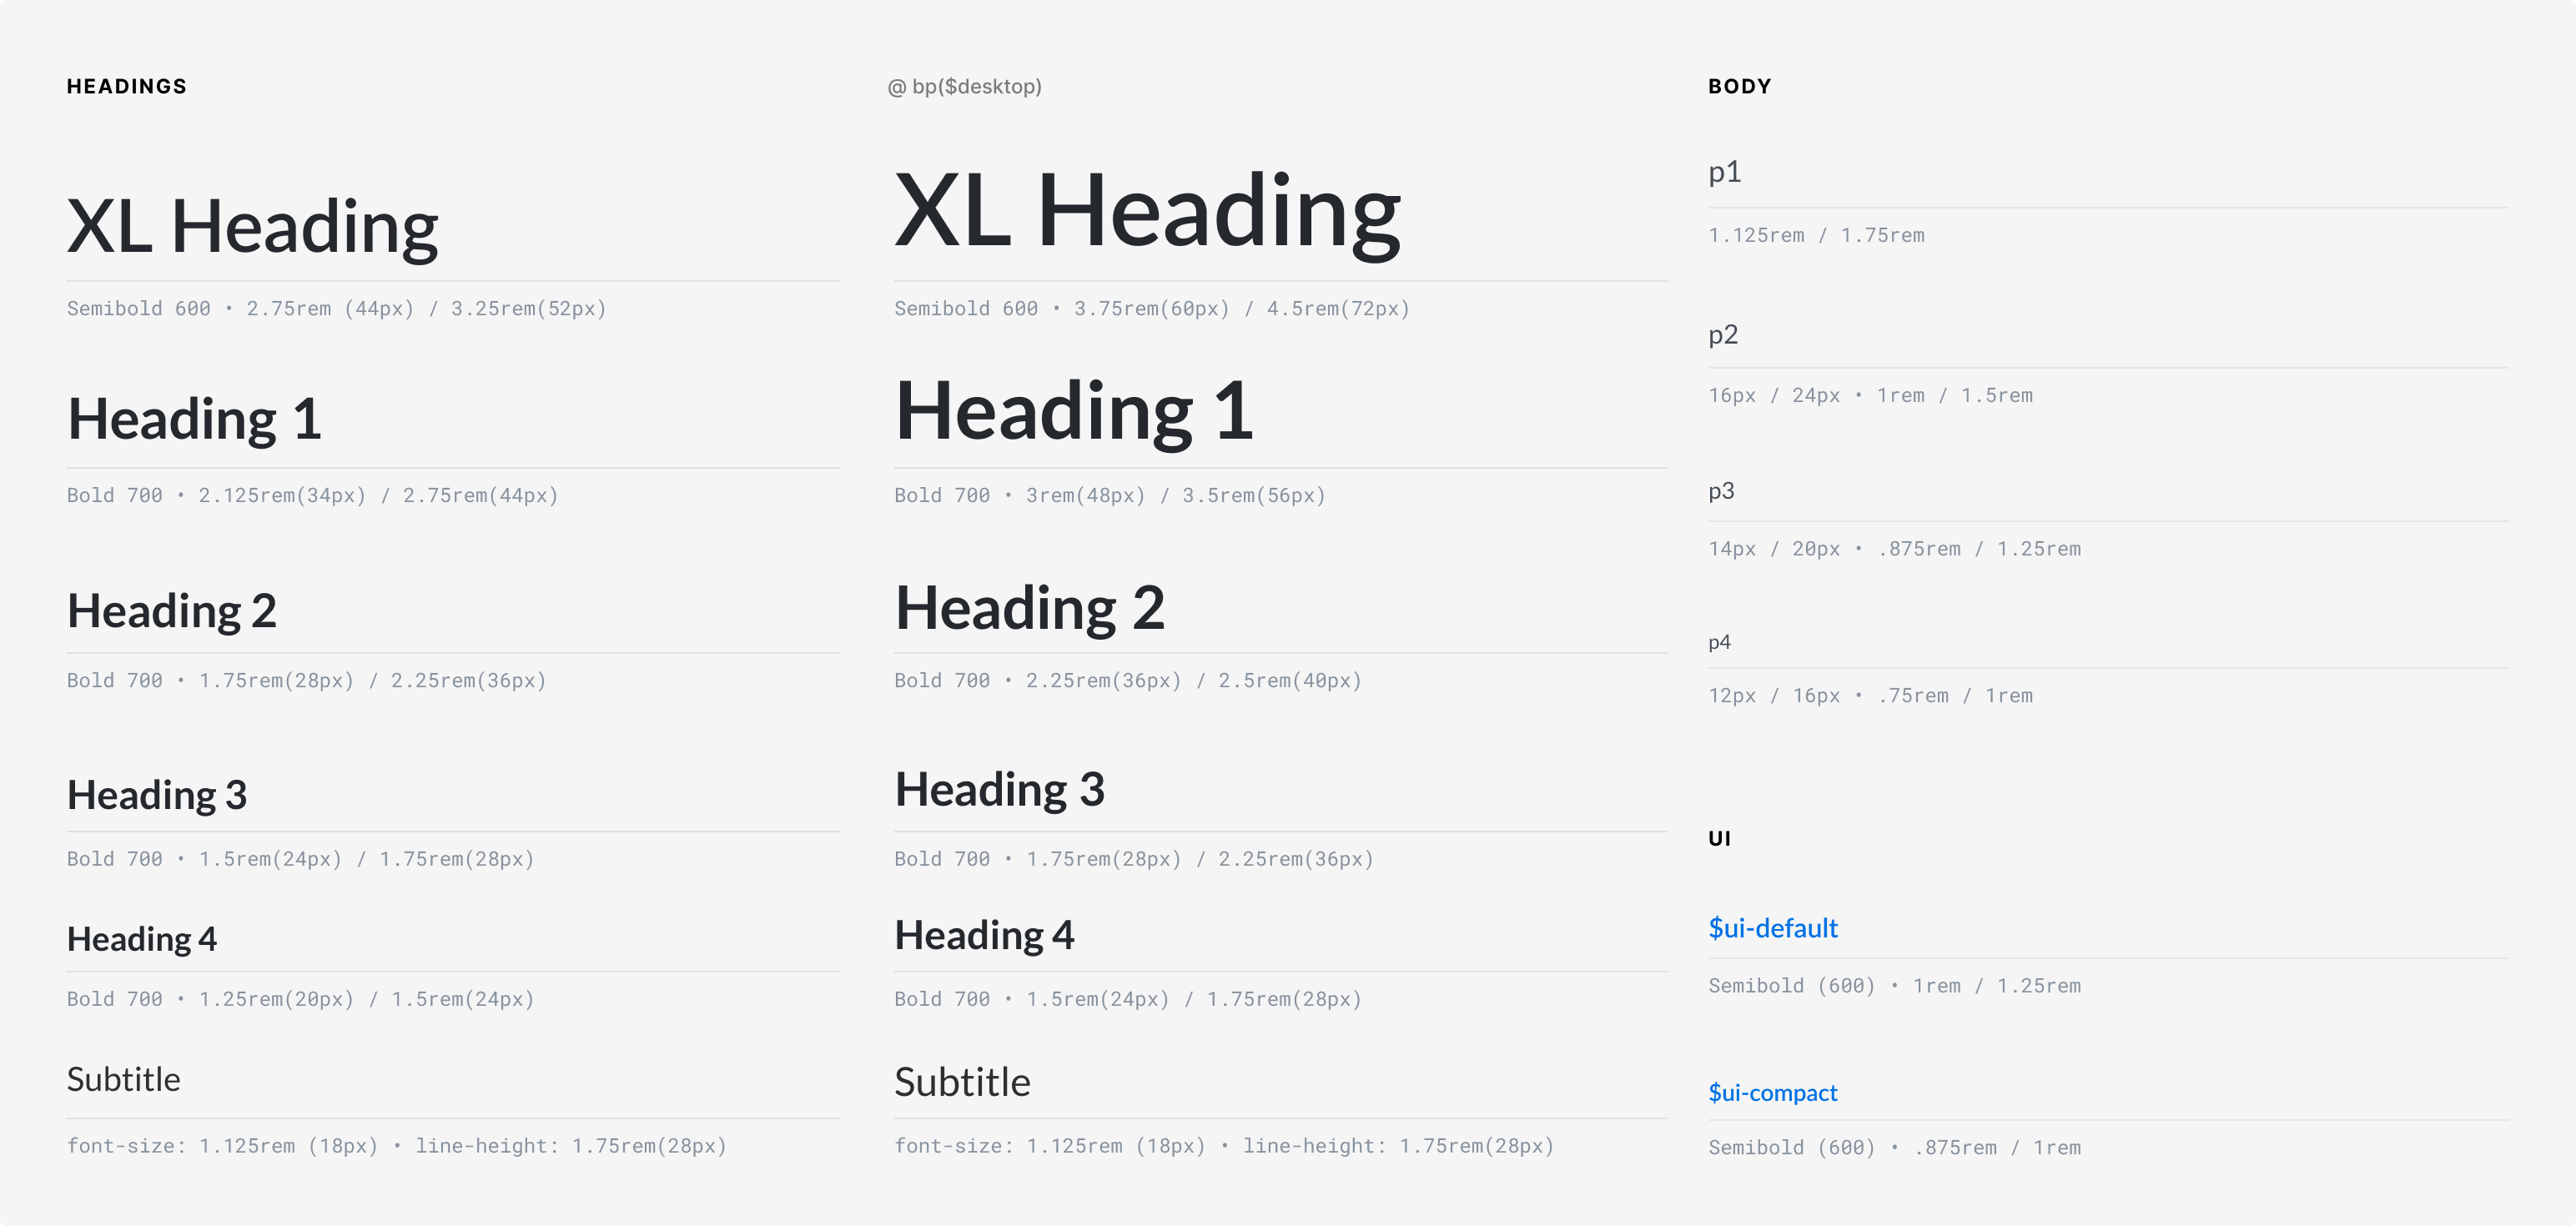 HEADINGS
XL Heading
Semibold 600 • 2.75rem (44px) / 3.25rem(52px)
Heading 1
Bold 700 • 2.125rem(34px) / 2.75rem(44px)
Heading 2
Bold 700 • 1.75rem(28px) / 2.25rem(36px)
Heading 3
Bold 700 • 1.5rem(24px) / 1.75rem(28px)
Heading 4
Bold 700 • 1.25rem(20px) / 1.5rem(24px)
Subtitle
font-size: 1.125rem (18px) • line-height: 1.75rem(28px)
@ bp($desktop)
XL Heading
Semibold 600 • 3.75rem(60px) / 4.5rem(72px)
Heading 1
Bold 700 • 3rem(48px) / 3.5rem(56px)
Heading 2
Bold 700 • 2.25rem(36px) / 2.5rem(40px)
Heading 3
Bold 700 • 1.75rem(28px) / 2.25rem(36px)
Heading 4
Bold 700 • 1.5rem(24px) / 1.75rem(28px)
Subtitle
font-size: 1.125rem (18px) • line-height: 1.75rem(28px)
BODY
p1
1.125rem / 1.75rem
p2
16px / 24px • 1rem / 1.5rem
p3
14px / 20px • .875rem / 1.25rem
p4
12px / 16px • .75rem / 1rem
UI
$ui-default
Semibold (600) • 1rem / 1.25rem
$ui-compact
Semibold (600) • .875rem / 1rem